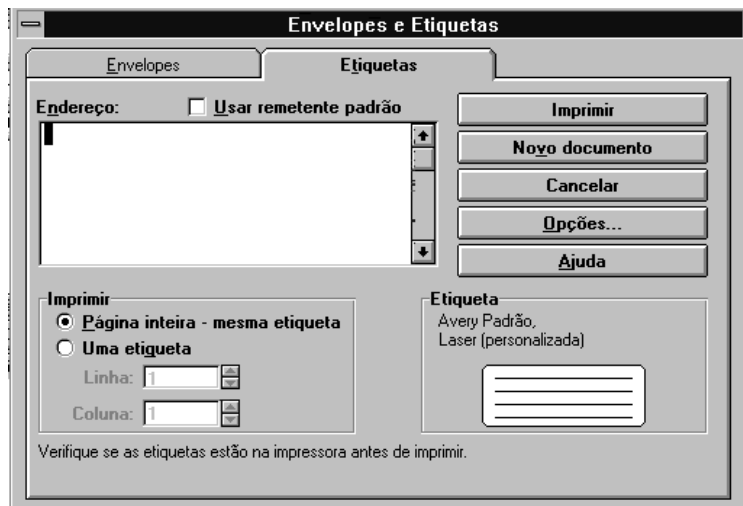 Envelopes e Etiquetas
Envelopes
Etiquetas
Endereço:
Usar remetente padrão
Imprimir
Novo documento
Cancelar
Opções...
Ajuda
Imprimir
Página inteira - mesma etiqueta
Uma etiqueta
Linha: 1
Coluna: 1
Etiqueta
Avery Padrão,
Laser (personalizada)
Verifique se as etiquetas estão na impressora antes de imprimir.